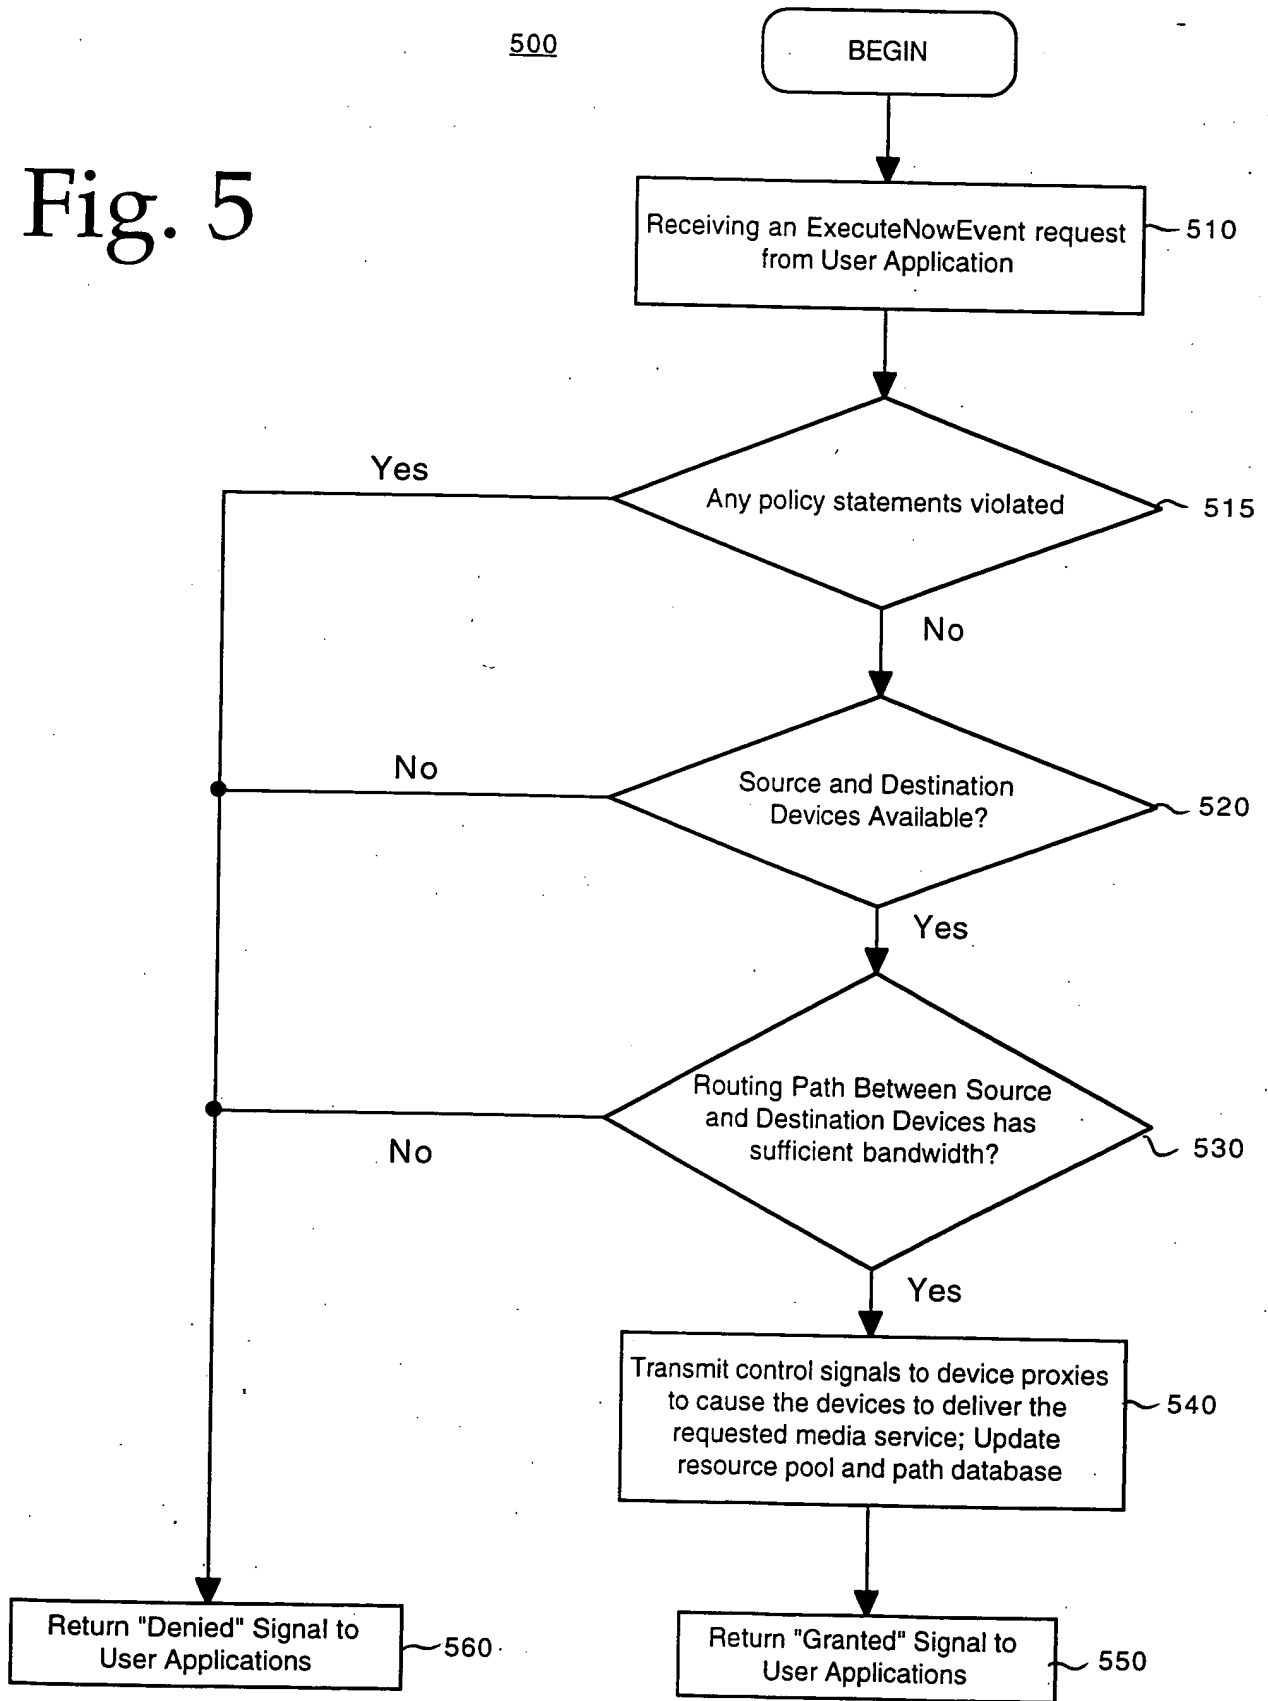 500
BEGIN
Fig. 5
Receiving an ExecuteNowEvent request
from User Application
510
Yes
Any policy statements violated
515
No
No
Source and Destination
Devices Available?
520
Yes
Routing Path Between Source
and Destination Devices has
sufficient bandwidth?
530
No
Yes
Transmit control signals to device proxies
to cause the devices to deliver the
requested media service; Update
resource pool and path database
540
Return "Denied" Signal to
User Applications
560
Return "Granted" Signal to
User Applications
550